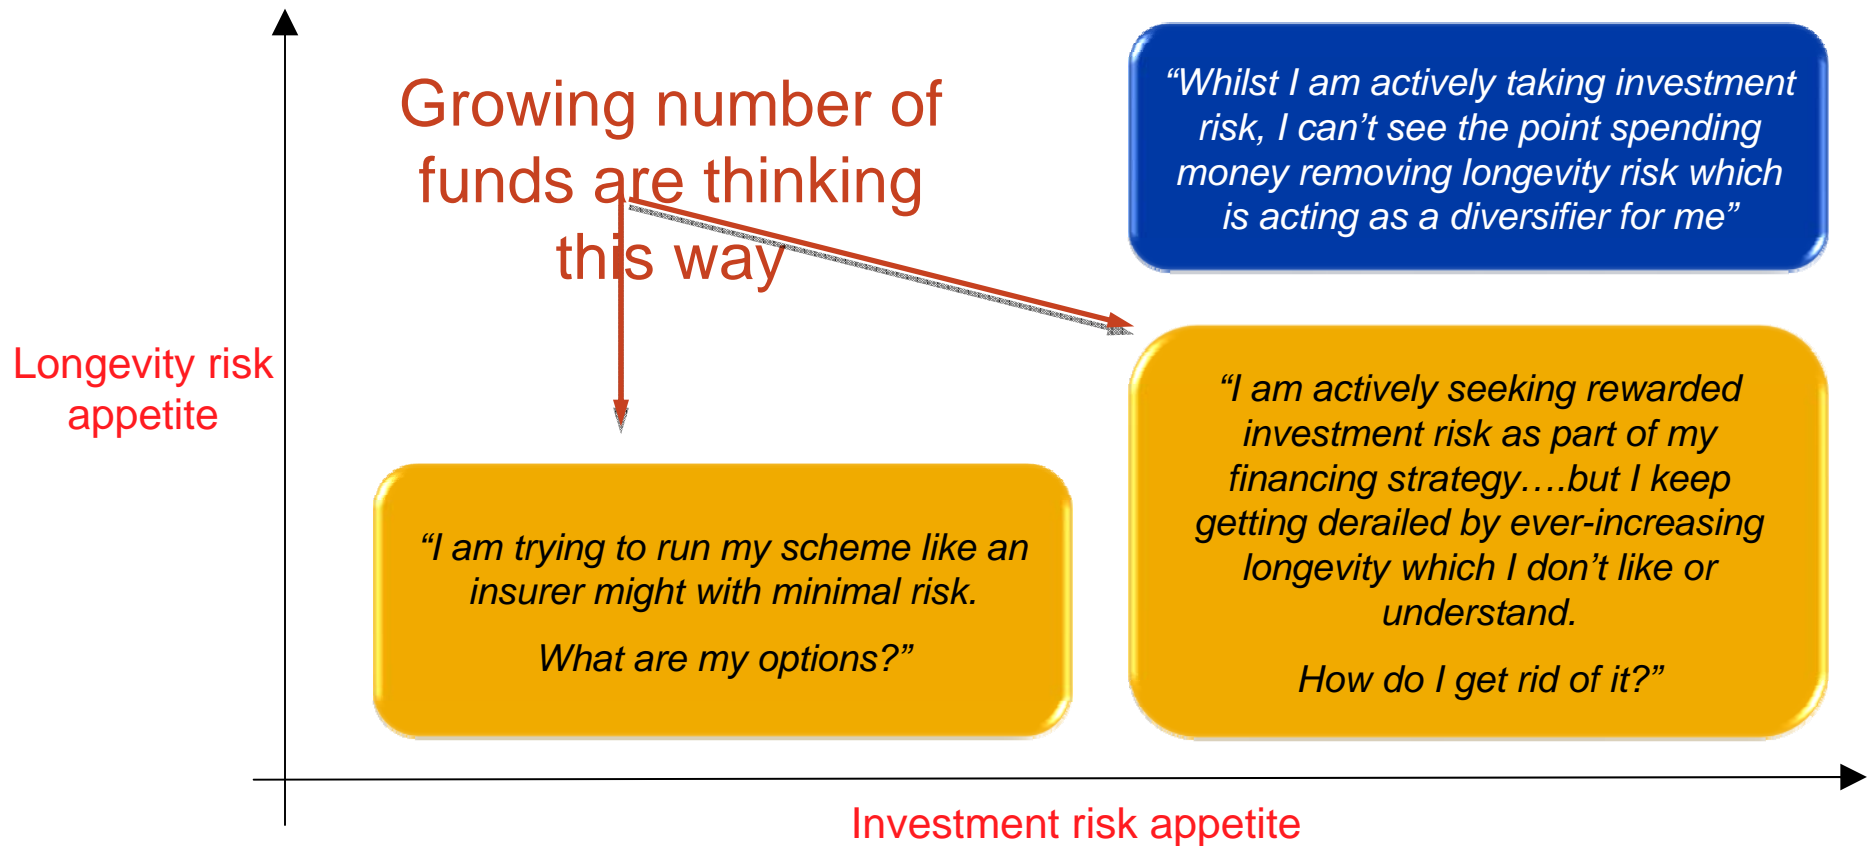 Growing number of
funds are thinking
this way
“Whilst I am actively taking investment
risk, I can’t see the point spending
money removing longevity risk which
is acting as a diversifier for me”
Longevity risk
appetite
“I am trying to run my scheme like an
insurer might with minimal risk.
What are my options?”
“I am actively seeking rewarded
investment risk as part of my
financing strategy….but I keep
getting derailed by ever-increasing
longevity which I don’t like or
understand.
How do I get rid of it?”
Investment risk appetite